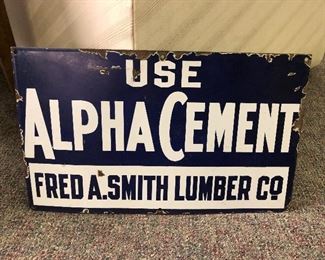 USE
ALPHA CEMENT
FRED A. SMITH LUMBER CO